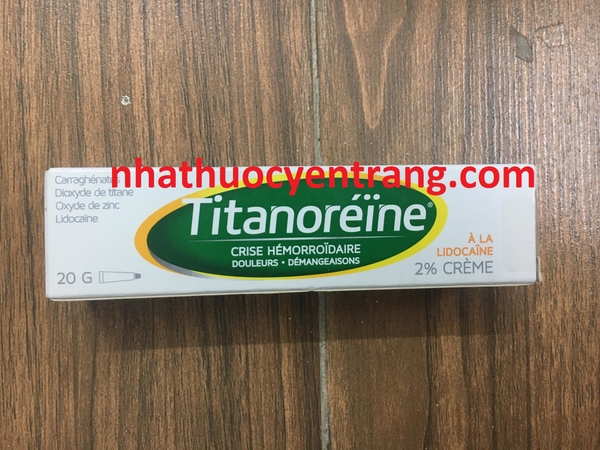 nhathuocyentrang.com
Carraghénates
Dioxyde de titane
Oxyde de zinc
Lidocaïne
Titanoréïne®
CRISE HÉMORROÏDAIRE
DOULEURS • DÉMANGEAISONS
À LA
LIDOCAÏNE
2% CRÈME
20 G